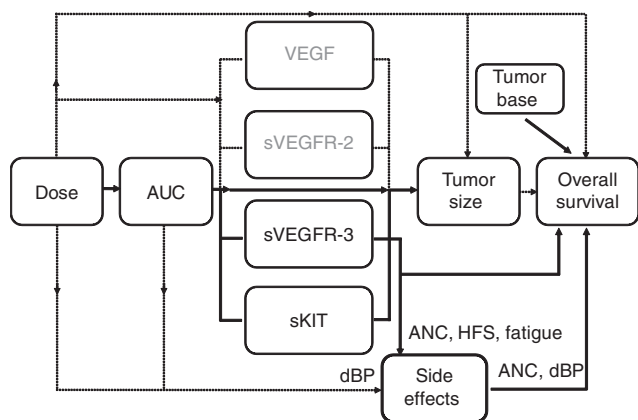 VEGF
Tumor
base
sVEGFR-2
Dose
AUC
Tumor
size
Overall
survival
sVEGFR-3
sKIT
ANC, HFS, fatigue
dBP
Side
effects
ANC, dBP